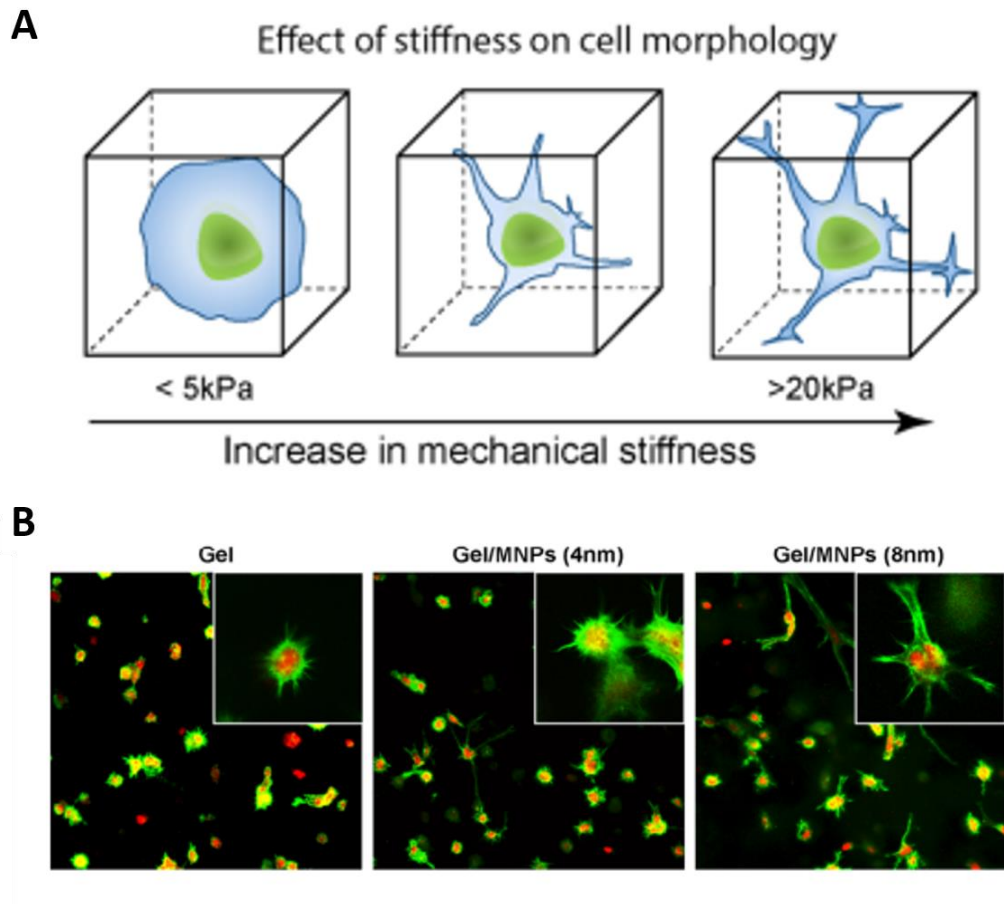 A
Effect of stiffness on cell morphology
< 5kPa
>20kPa
Increase in mechanical stiffness
B
Gel
Gel/MNPs (4nm)
Gel/MNPs (8nm)